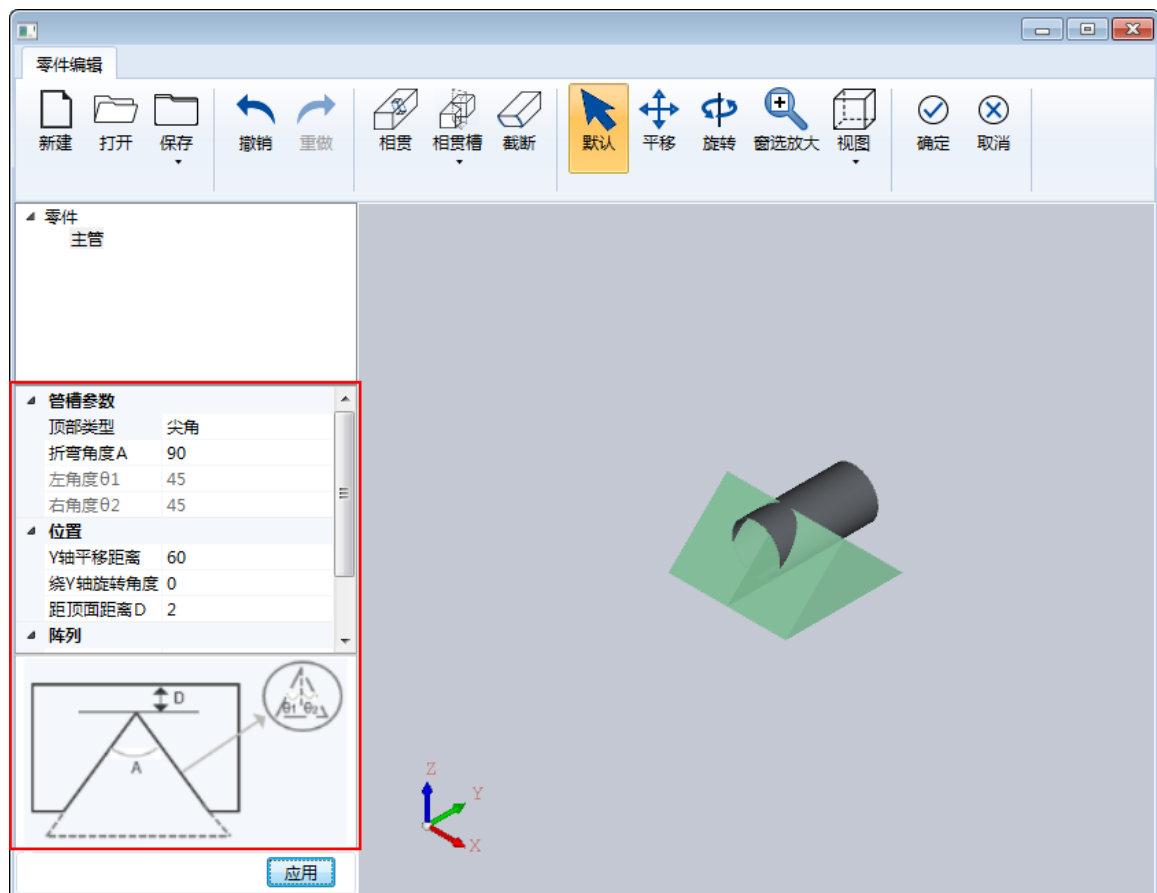 零件编辑
新建 打开 保存 撤销 重做 相贯 相贯槽 截断 默认 平移 旋转 窗选放大 视图 确定 取消
零件
主管
管槽参数
顶部类型 尖角
折弯角度A 90
左角度θ1 45
右角度θ2 45
位置
Y轴平移距离 60
绕Y轴旋转角度 0
距顶面距离D 2
阵列
D
θ1 θ2
A
Z
Y
X
应用